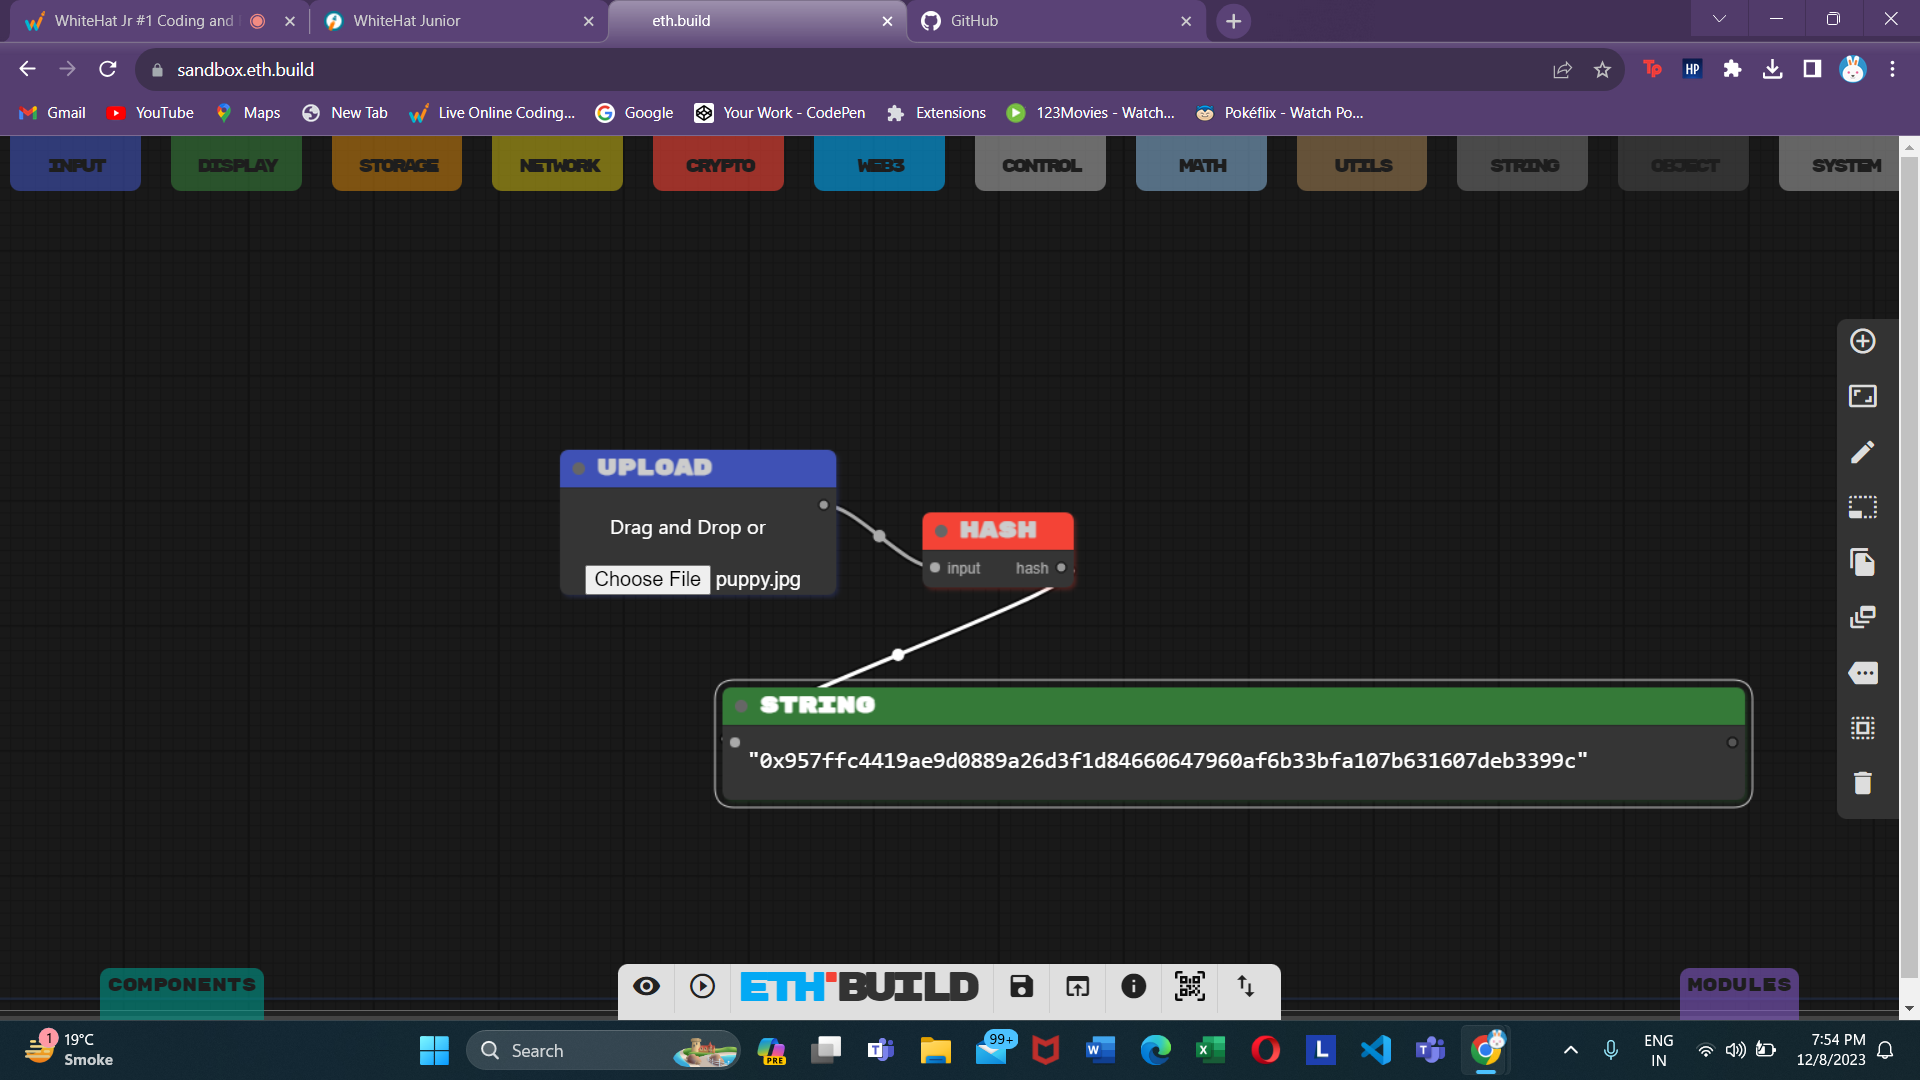 WhiteHat Jr #1 Coding and
WhiteHat Junior
eth.build
GitHub
sandbox.eth.build
Gmail
YouTube
Maps
New Tab
Live Online Coding...
Google
Your Work - CodePen
Extensions
123Movies - Watch...
Pokéflix - Watch Po...
INPUT
DISPLAY
STORAGE
NETWORK
CRYPTO
WEB3
CONTROL
MATH
UTILS
STRING
OBJECT
SYSTEM
UPLOAD
Drag and Drop or
Choose File puppy.jpg
HASH
input hash
STRING
"0x957ffc4419ae9d0889a26d3f1d84660647960af6b33bfa107b631607deb3399c"
COMPONENTS
ETH.BUILD
MODULES
1
19°C
Smoke
Search
PRE
99+
ENG
IN
7:54 PM
12/8/2023